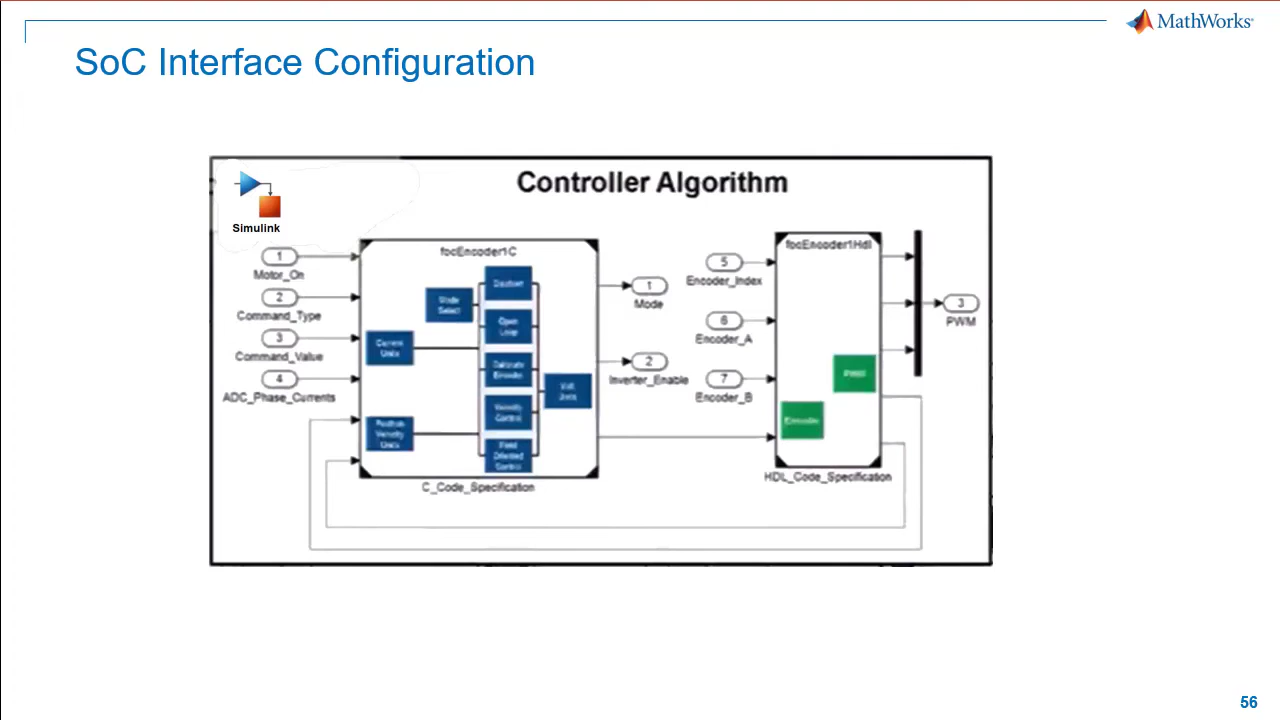 MathWorks®
SoC Interface Configuration
Controller Algorithm
Simulink
1
Motor_On
2
Command_Type
3
Command_Value
4
ADC_Phase_Currents
focEncoder1C
Mode
Select
Current
Units
Position
Velocity
Units
Disabled
Open
Loop
Calibrate
Encoder
Velocity
Control
Field
Oriented
Control
Volt
Units
C_Code_Specification
1
Mode
2
Inverter_Enable
5
Encoder_Index
6
Encoder_A
7
Encoder_B
focEncoder1Hdl
PWM
Encoder
HDL_Code_Specification
3
PWM
56